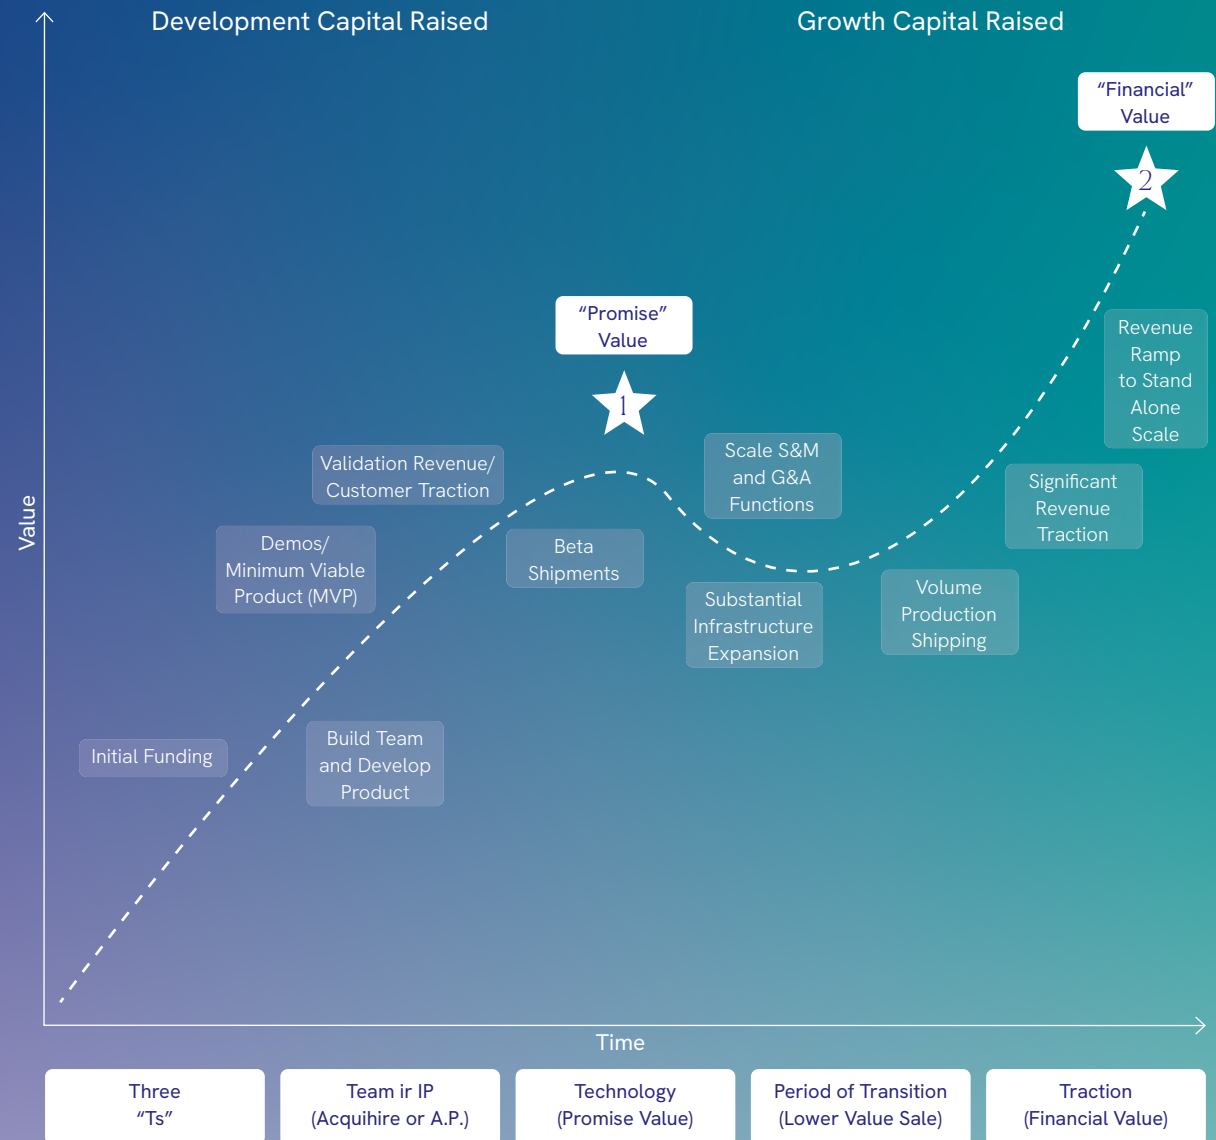 Development Capital Raised
Growth Capital Raised
“Financial”
Value
2
“Promise”
Value
1
Revenue
Ramp
to Stand
Alone
Scale
Scale S&M
and G&A
Functions
Validation Revenue/
Customer Traction
Significant
Revenue
Traction
Value
Demos/
Minimum Viable
Product (MVP)
Beta
Shipments
Substantial
Infrastructure
Expansion
Volume
Production
Shipping
Initial Funding
Build Team
and Develop
Product
Time
Three
“Ts”
Team ir IP
(Acquihire or A.P.)
Technology
(Promise Value)
Period of Transition
(Lower Value Sale)
Traction
(Financial Value)